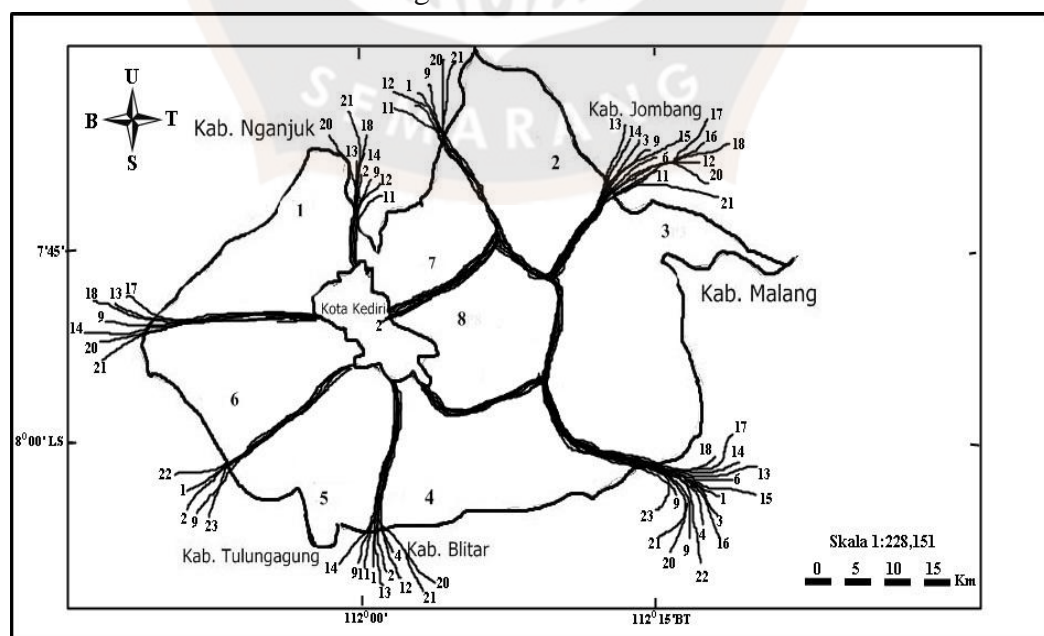 SEMARANG
U
B T
S
Kab. Nganjuk
Kab. Jombang
Kab. Malang
Kota Kediri
Kab. Tulungagung
Kab. Blitar
7°45'
8°00' LS
112°00'
112°15' BT
Skala 1:228,151
0 5 10 15 Km
1
2
3
4
5
6
7
8
2
20 21 18 13 14 2 9 12 11
11 12 1 9 20 21
13 14 3 9 6 11 15 17 16 12 18 20 21
18 13 17 9 14 20 21
22 1 2 9 23
14 9 11 1 13 2 4 12 21 20
18 17 14 13 6 15 1 3 16 4 22 9 20 21 23 9